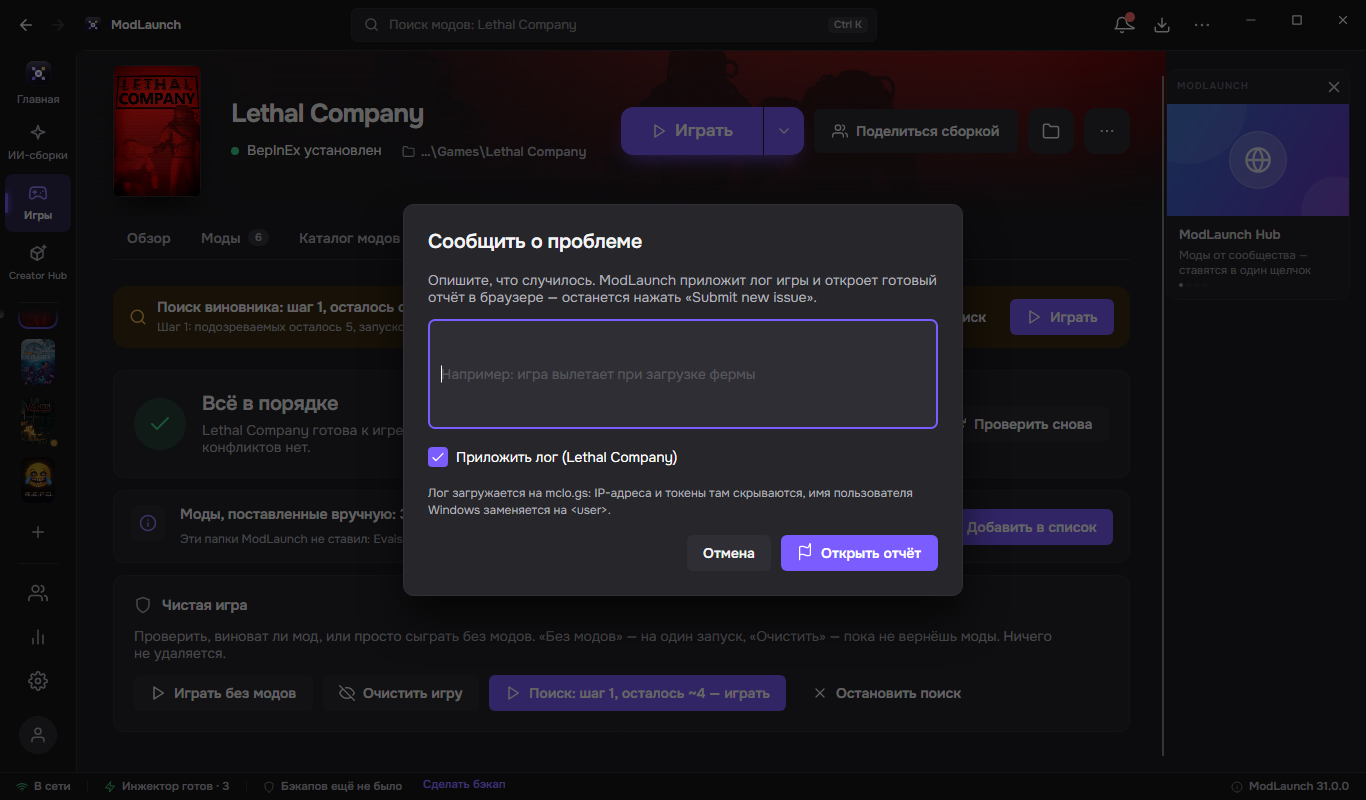 ModLaunch
Поиск модов: Lethal Company
Ctrl K
Главная
ИИ-сборки
Игры
Creator Hub
LETHAL
COMPANY
Lethal Company
BepInEx установлен
...\Games\Lethal Company
Играть
Поделиться сборкой
Обзор
Моды 6
Каталог модов
Поиск виновника: шаг 1, осталось
Шаг 1: подозреваемых осталось 5,
Играть
Всё в порядке
Lethal Company готова к игре
конфликтов нет.
Проверить снова
Моды, поставленные вручную:
Эти папки ModLaunch не ставил:
Добавить в список
Чистая игра
Проверить, виноват ли мод, или просто сыграть без модов. «Без модов» — на один запуск, «Очистить» — пока не вернёшь моды. Ничего
не удаляется.
Играть без модов
Очистить игру
Поиск: шаг 1, осталось ~4 — играть
Остановить поиск
Сообщить о проблеме
Опишите, что случилось. ModLaunch приложит лог игры и откроет готовый
отчёт в браузере — останется нажать «Submit new issue».
Например: игра вылетает при загрузке фермы
Приложить лог (Lethal Company)
Лог загружается на mclo.gs: IP-адреса и токены там скрываются, имя пользователя
Windows заменяется на <user>.
Отмена
Открыть отчёт
MODLAUNCH
ModLaunch Hub
Моды от сообщества —
ставятся в один щелчок
В сети
Инжектор готов · 3
Бэкапов ещё не было
Сделать бэкап
ModLaunch 31.0.0